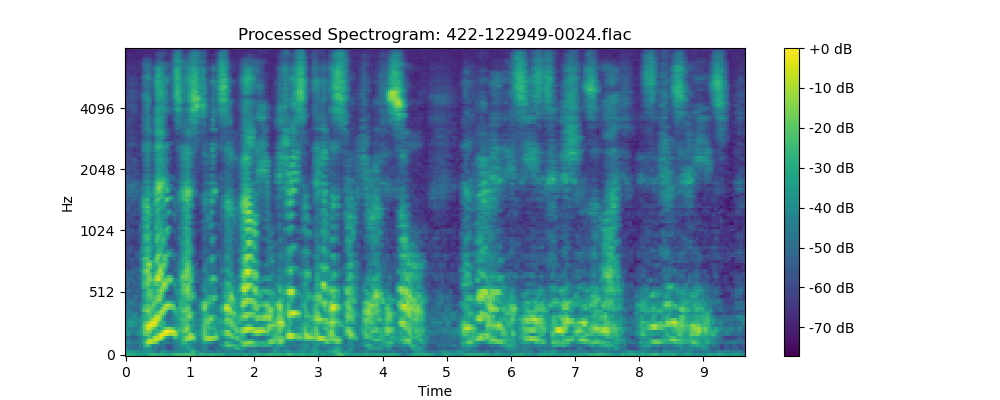 Processed Spectrogram: 422-122949-0024.flac
Hz
4096
2048
1024
512
0
0 1 2 3 4 5 6 7 8 9
Time
+0 dB
-10 dB
-20 dB
-30 dB
-40 dB
-50 dB
-60 dB
-70 dB